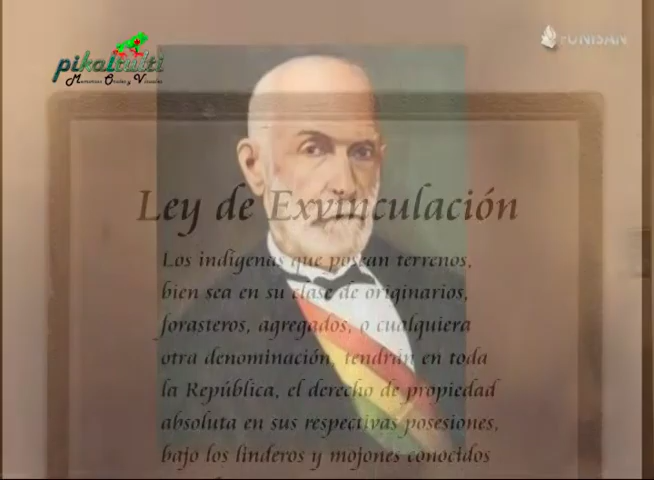 pikaitulti
FUNISAN
Ley de Exvinculación
Los indígenas que posean terrenos,
bien sea en su clase de originarios,
forasteros, agregados, o cualquiera
otra denominación, tendrán en toda
la República, el derecho de propiedad
absoluta en sus respectivas posesiones,
bajo los linderos y mojones conocidos